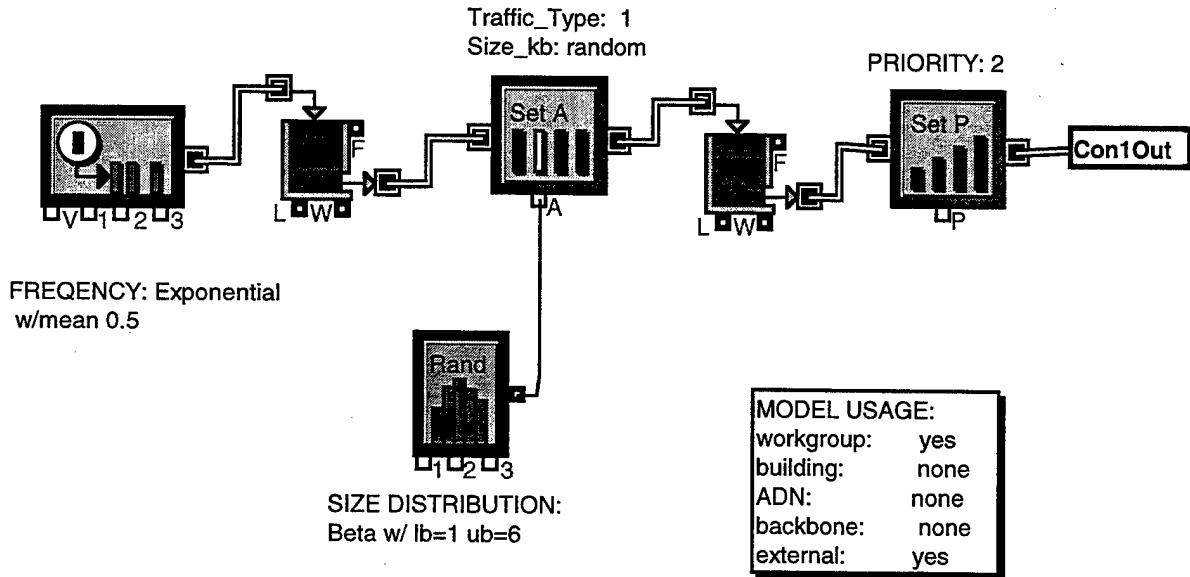 Traffic_Type: 1
Size_kb: random
PRIORITY: 2
Set A
Set P
F
F
Con1Out
L W
A
L W
P
V 1 2 3
FREQENCY: Exponential
w/mean 0.5
Rand
1 2 3
SIZE DISTRIBUTION:
Beta w/ lb=1 ub=6
MODEL USAGE:
workgroup: yes
building: none
ADN: none
backbone: none
external: yes